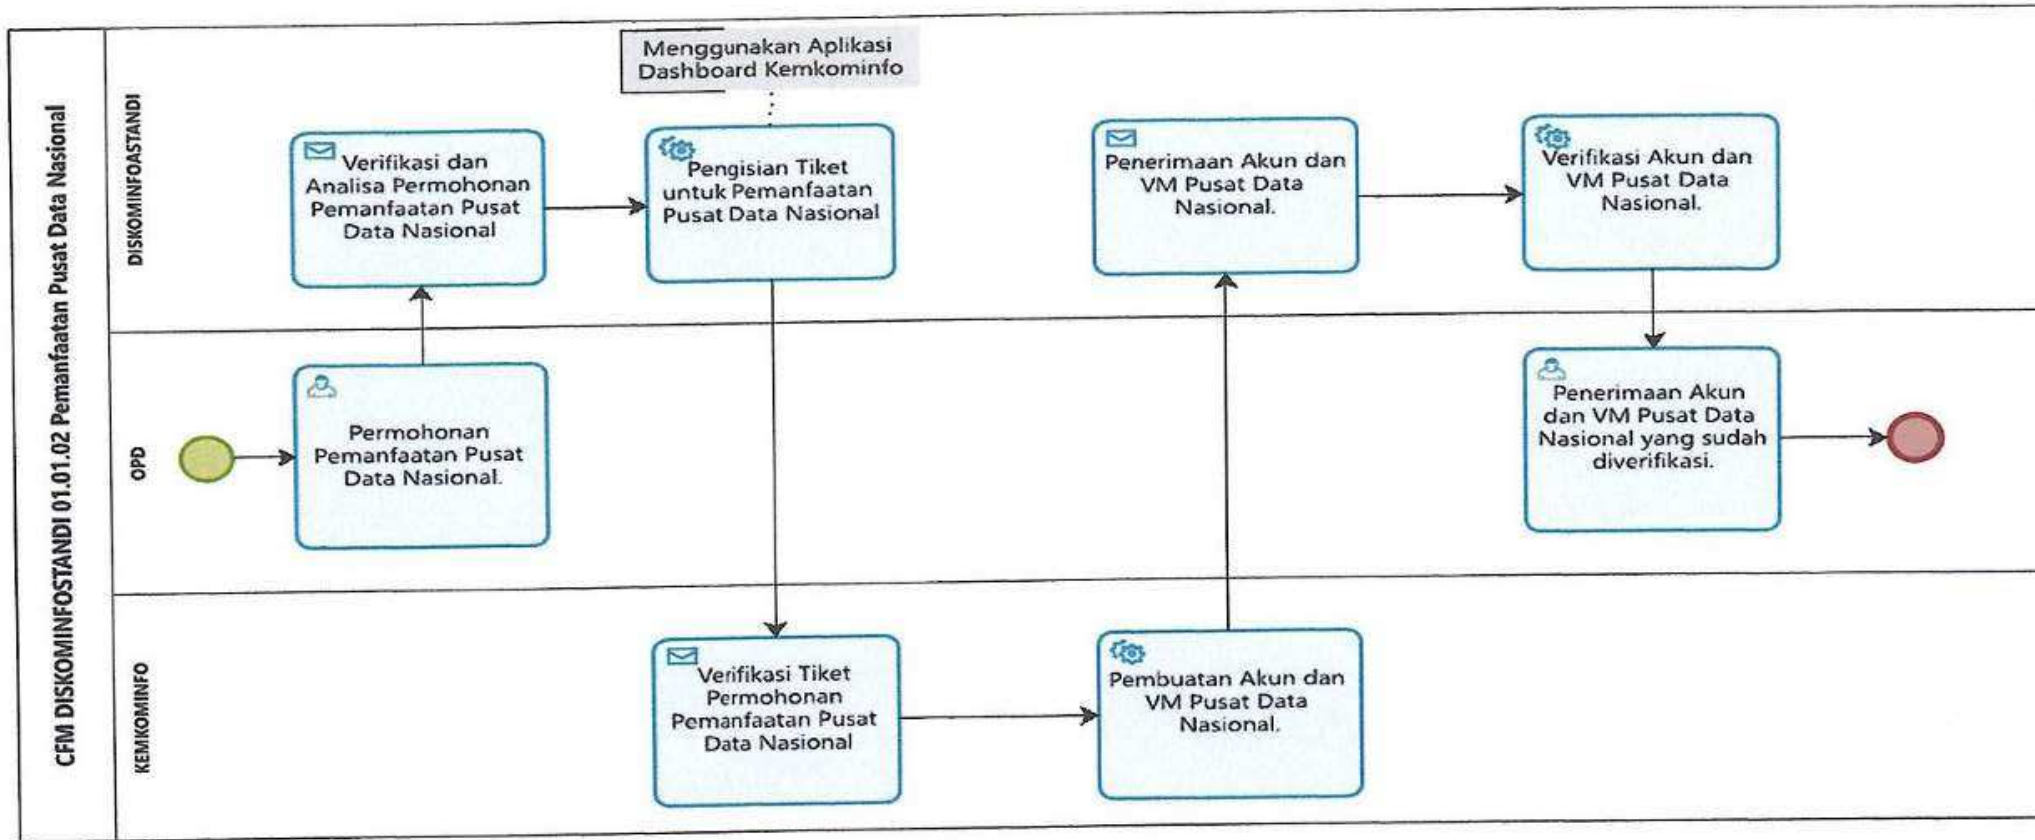 CFM DISKOMINFOSTANDI 01.01.02 Pemanfaatan Pusat Data Nasional
DISKOMINFOASTANDI
Menggunakan Aplikasi
Dashboard Kemkominfo
Verifikasi dan
Analisa Permohonan
Pemanfaatan Pusat
Data Nasional
Pengisian Tiket
untuk Pemanfaatan
Pusat Data Nasional
Penerimaan Akun dan
VM Pusat Data
Nasional.
Verifikasi Akun dan
VM Pusat Data
Nasional.
OPD
Permohonan
Pemanfaatan Pusat
Data Nasional.
Penerimaan Akun
dan VM Pusat Data
Nasional yang sudah
diverifikasi.
KEMKOMINFO
Verifikasi Tiket
Permohonan
Pemanfaatan Pusat
Data Nasional
Pembuatan Akun dan
VM Pusat Data
Nasional.